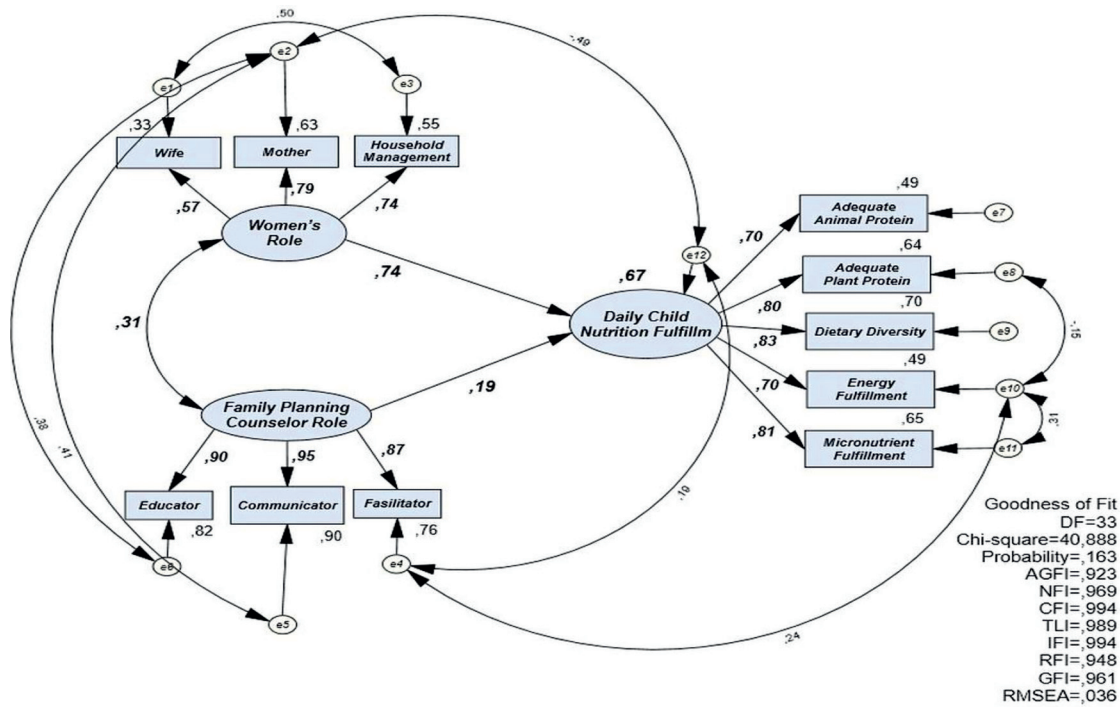 ,50
e2
-,49
e1
e3
,33
,63
,55
Wife
Mother
Household
Management
,57
,79
,74
Women's
Role
,49
Adequate
Animal Protein
e7
,70
,74
e12
,67
,64
Adequate
Plant Protein
e8
,80
Daily Child
Nutrition Fulfillm
,70
,83
Dietary Diversity
e9
-,15
,31
,49
,70
Energy
Fulfillment
e10
,19
,65
,31
Family Planning
Counselor Role
,81
Micronutrient
Fulfillment
e11
,38
,41
,90
,95
,87
,19
Educator
Communicator
Fasilitator
,82
,90
,76
e6
e4
e5
,24
Goodness of Fit
DF=33
Chi-square=40,888
Probability=,163
AGFI=,923
NFI=,969
CFI=,994
TLI=,989
IFI=,994
RFI=,948
GFI=,961
RMSEA=,036